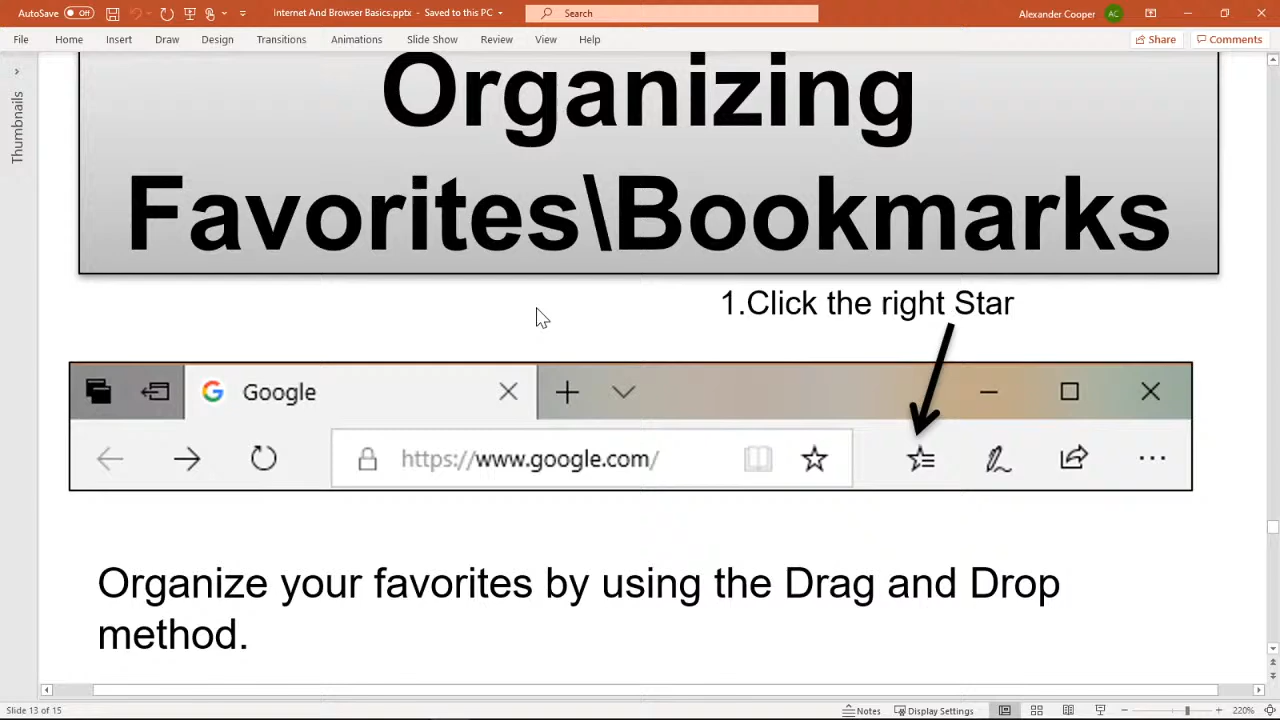 AutoSave Off Internet And Browser Basics.pptx - Saved to this PC Search Alexander Cooper AC
File Home Insert Draw Design Transitions Animations Slide Show Review View Help Share Comments
Thumbnails
Organizing
Favorites\Bookmarks
1.Click the right Star
Google
https://www.google.com/
Organize your favorites by using the Drag and Drop
method.
Slide 13 of 15 Notes Display Settings 220%